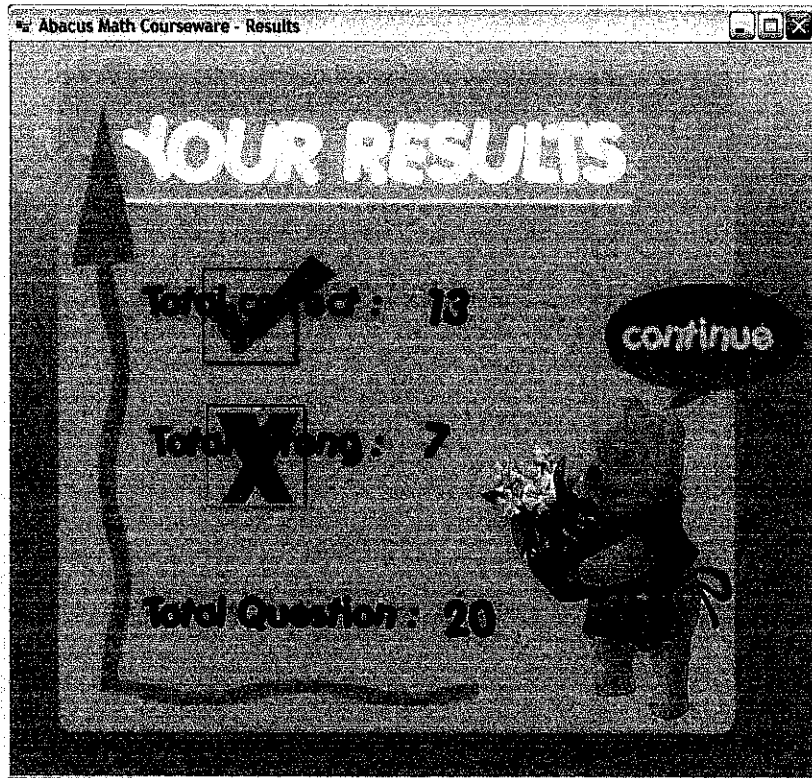 Abacus Math Courseware - Results
YOUR RESULTS
Total correct : 13
continue
Total Wrong : 7
Total Question : 20